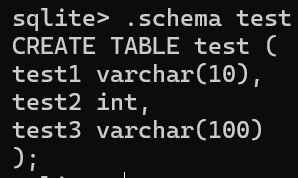 sqlite> .schema test
CREATE TABLE test (
test1 varchar(10),
test2 int,
test3 varchar(100)
);